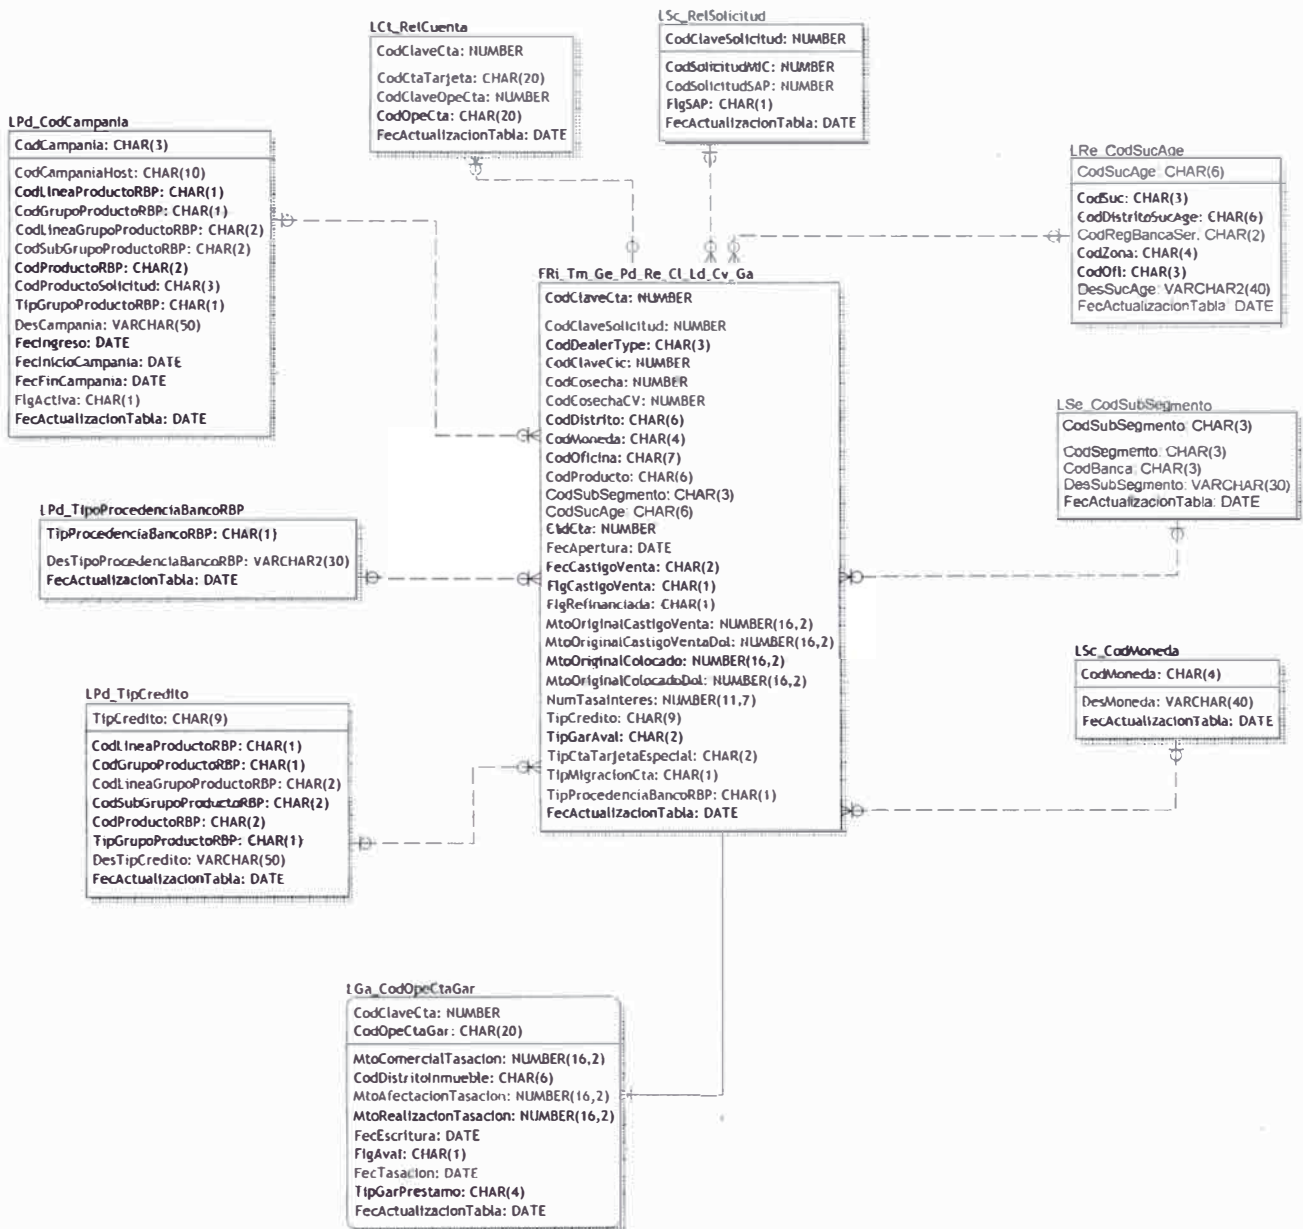 LCt_RelCuenta
CodClaveCta: NUMBER
CodCtaTarjeta: CHAR(20)
CodClaveOpeCta: NUMBER
CodOpeCta: CHAR(20)
FecActualizacionTabla: DATE
LSc_RelSolicitud
CodClaveSolicitud: NUMBER
CodSolicitudMIC: NUMBER
CodSolicitudSAP: NUMBER
FlgSAP: CHAR(1)
FecActualizacionTabla: DATE
LPd_CodCampania
CodCampania: CHAR(3)
CodCampaniaHost: CHAR(10)
CodLineaProductoRBP: CHAR(1)
CodGrupoProductoRBP: CHAR(1)
CodLineaGrupoProductoRBP: CHAR(2)
CodSubGrupoProductoRBP: CHAR(2)
CodProductoRBP: CHAR(2)
CodProductoSolicitud: CHAR(3)
TipGrupoProductoRBP: CHAR(1)
DesCampania: VARCHAR(50)
FecIngreso: DATE
FecInicioCampania: DATE
FecFinCampania: DATE
FlgActiva: CHAR(1)
FecActualizacionTabla: DATE
LRe_CodSucAge
CodSucAge: CHAR(6)
CodSuc: CHAR(3)
CodDistritoSucAge: CHAR(6)
CodRegBancaSer: CHAR(2)
CodZona: CHAR(4)
CodOfi: CHAR(3)
DesSucAge: VARCHAR2(40)
FecActualizacionTabla: DATE
FRi_Tm_Ge_Pd_Re_Cl_Ld_Cv_Ga
CodClaveCta: NUMBER
CodClaveSolicitud: NUMBER
CodDealerType: CHAR(3)
CodClaveCic: NUMBER
CodCosecha: NUMBER
CodCosechaCV: NUMBER
CodDistrito: CHAR(6)
CodMoneda: CHAR(4)
CodOficina: CHAR(7)
CodProducto: CHAR(6)
CodSubSegmento: CHAR(3)
CodSucAge: CHAR(6)
CtdCta: NUMBER
FecApertura: DATE
FecCastigoVenta: CHAR(2)
FlgCastigoVenta: CHAR(1)
FlgRefinanciada: CHAR(1)
MtoOriginalCastigoVenta: NUMBER(16,2)
MtoOriginalCastigoVentaDol: NUMBER(16,2)
MtoOriginalColocado: NUMBER(16,2)
MtoOriginalColocadoDol: NUMBER(16,2)
NumTasaInteres: NUMBER(11,7)
TipCredito: CHAR(9)
TipGarAval: CHAR(2)
TipCtaTarjetaEspecial: CHAR(2)
TipMigracionCta: CHAR(1)
TipProcedenciaBancoRBP: CHAR(1)
FecActualizacionTabla: DATE
LSe_CodSubSegmento
CodSubSegmento: CHAR(3)
CodSegmento: CHAR(3)
CodBanca: CHAR(3)
DesSubSegmento: VARCHAR(30)
FecActualizacionTabla: DATE
LPd_TipoProcedenciaBancoRBP
TipProcedenciaBancoRBP: CHAR(1)
DesTipoProcedenciaBancoRBP: VARCHAR2(30)
FecActualizacionTabla: DATE
LSc_CodMoneda
CodMoneda: CHAR(4)
DesMoneda: VARCHAR(40)
FecActualizacionTabla: DATE
LPd_TipCredito
TipCredito: CHAR(9)
CodLineaProductoRBP: CHAR(1)
CodGrupoProductoRBP: CHAR(1)
CodLineaGrupoProductoRBP: CHAR(2)
CodSubGrupoProductoRBP: CHAR(2)
CodProductoRBP: CHAR(2)
TipGrupoProductoRBP: CHAR(1)
DesTipCredito: VARCHAR(50)
FecActualizacionTabla: DATE
LGa_CodOpeCtaGar
CodClaveCta: NUMBER
CodOpeCtaGar: CHAR(20)
MtoComercialTasacion: NUMBER(16,2)
CodDistritoInmueble: CHAR(6)
MtoAfectacionTasacion: NUMBER(16,2)
MtoRealizacionTasacion: NUMBER(16,2)
FecEscritura: DATE
FlgAval: CHAR(1)
FecTasacion: DATE
TipGarPrestamo: CHAR(4)
FecActualizacionTabla: DATE